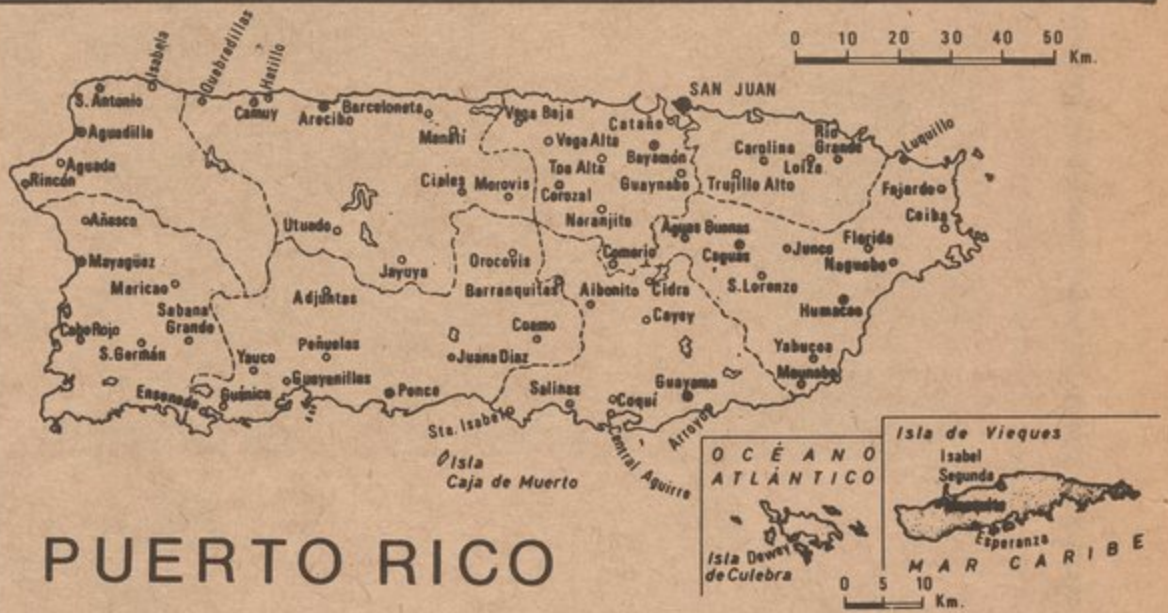 0 10 20 30 40 50 Km.
Isabela
Quebradillas
Hatillo
S. Antonio
Camuy
Arecibo
Barceloneta
Manatí
Vega Baja
SAN JUAN
Cataño
Aguadilla
Vega Alta
Bayamón
Carolina
Río
Grande
Loíza
Luquillo
Aguada
Toa Alta
Rincón
Ciales
Morovis
Corozal
Guaynabo
Trujillo Alto
Fajardo
Añasco
Utuado
Naranjito
Ceiba
Aguas Buenas
Caguas
Junco
Florida
Mayagüez
Jayuya
Orocovis
Comerio
Naguabo
Maricao
Adjuntas
Barranquitas
Aibonito
Cidra
S. Lorenzo
Sabana
Grande
Humacao
Cabo Rojo
S. Germán
Yauco
Peñuelas
Coamo
Cayey
Juana Díaz
Yabucoa
Ensenada
Guánica
Guayanillas
Ponce
Salinas
Guayama
Maunabo
Sta. Isabel
Coquí
Central Aguirre
Arroyo
Isla
Caja de Muerto
OCÉANO
ATLÁNTICO
Isla Dewey
de Culebra
Isla de Vieques
Isabel
Segunda
Esperanza
MAR CARIBE
0 5 10
Km.
PUERTO RICO